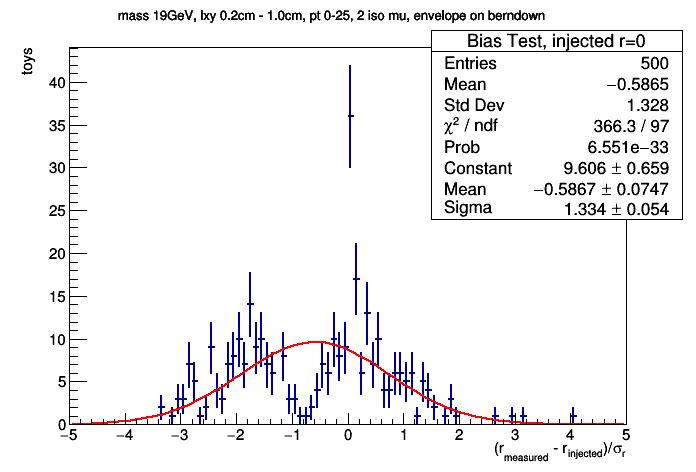 mass 19GeV, lxy 0.2cm - 1.0cm, pt 0-25, 2 iso mu, envelope on berndown
toys
Bias Test, injected r=0
Entries 500
Mean −0.5865
Std Dev 1.328
χ² / ndf 366.3 / 97
Prob 6.551e−33
Constant 9.606 ± 0.659
Mean −0.5867 ± 0.0747
Sigma 1.334 ± 0.054
40
35
30
25
20
15
10
5
0
−5 −4 −3 −2 −1 0 1 2 3 4 5
(r_measured - r_injected)/σ_r